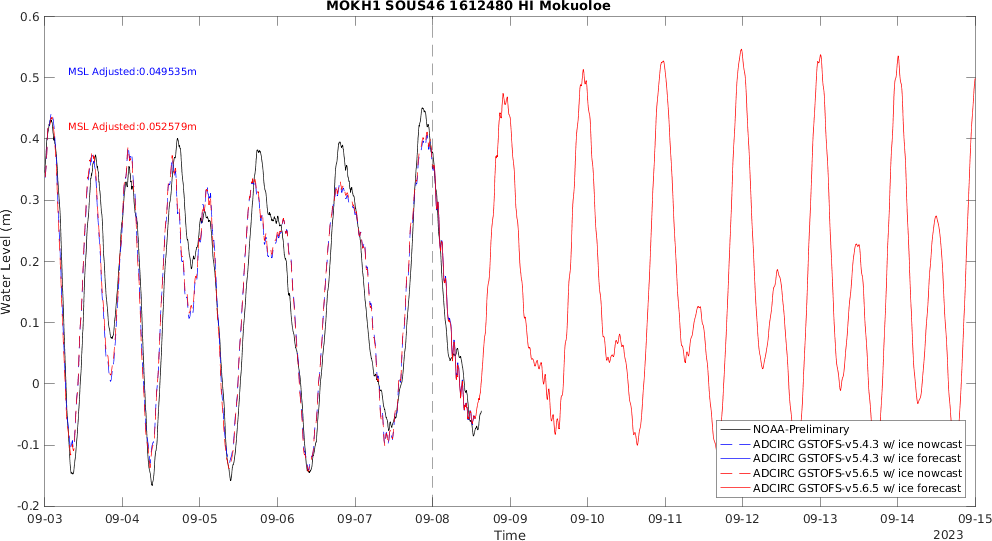 MOKH1 SOUS46 1612480 HI Mokuoloe
0.6
0.5
0.4
0.3
0.2
0.1
0
-0.1
-0.2
Water Level (m)
MSL Adjusted:0.049535m
MSL Adjusted:0.052579m
NOAA-Preliminary
ADCIRC GSTOFS-v5.4.3 w/ ice nowcast
ADCIRC GSTOFS-v5.4.3 w/ ice forecast
ADCIRC GSTOFS-v5.6.5 w/ ice nowcast
ADCIRC GSTOFS-v5.6.5 w/ ice forecast
09-03 09-04 09-05 09-06 09-07 09-08 09-09 09-10 09-11 09-12 09-13 09-14 09-15
Time
2023